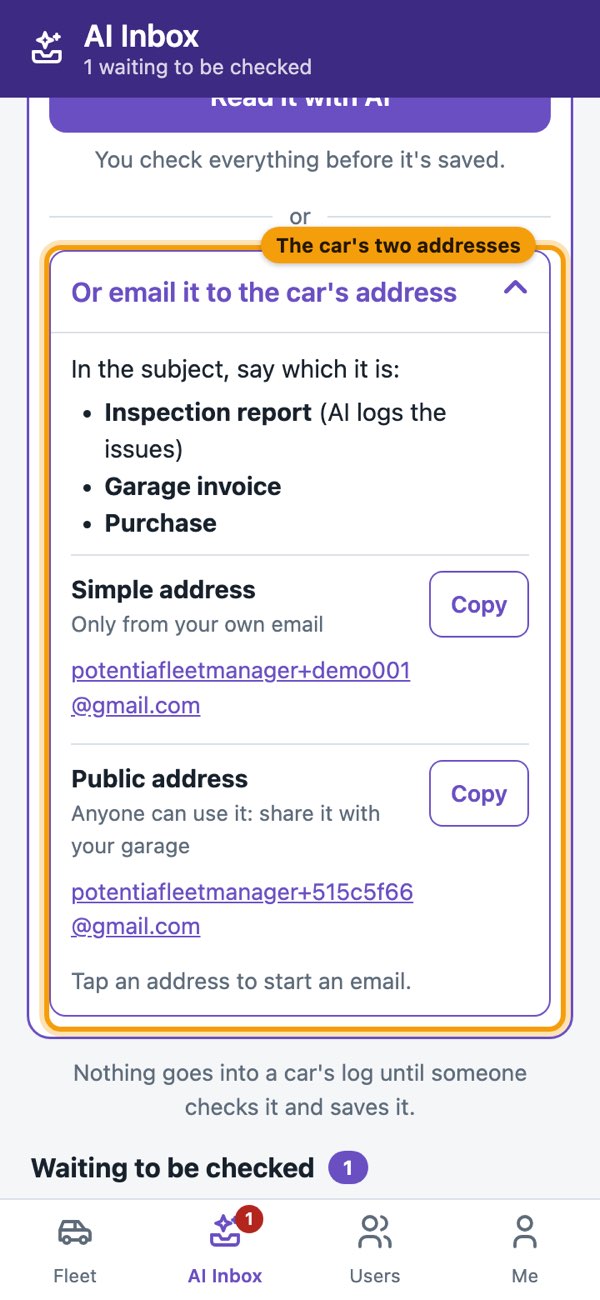 AI Inbox
1 waiting to be checked
Read it with AI
You check everything before it's saved.
or
The car's two addresses
Or email it to the car's address
In the subject, say which it is:
• Inspection report (AI logs the
issues)
• Garage invoice
• Purchase
Simple address
Copy
Only from your own email
potentiafleetmanager+demo001
@gmail.com
Public address
Copy
Anyone can use it: share it with
your garage
potentiafleetmanager+515c5f66
@gmail.com
Tap an address to start an email.
Nothing goes into a car's log until someone
checks it and saves it.
Waiting to be checked 1
1
Fleet AI Inbox Users Me